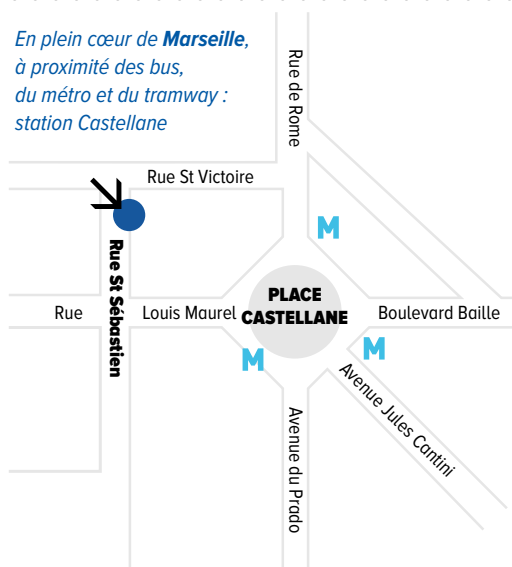 En plein cœur de Marseille,
à proximité des bus,
du métro et du tramway :
station Castellane
Rue de Rome
Rue St Victoire
M
Rue St Sébastien
Rue
Louis Maurel
PLACE
CASTELLANE
Boulevard Baille
M
M
Avenue Jules Cantini
Avenue du Prado